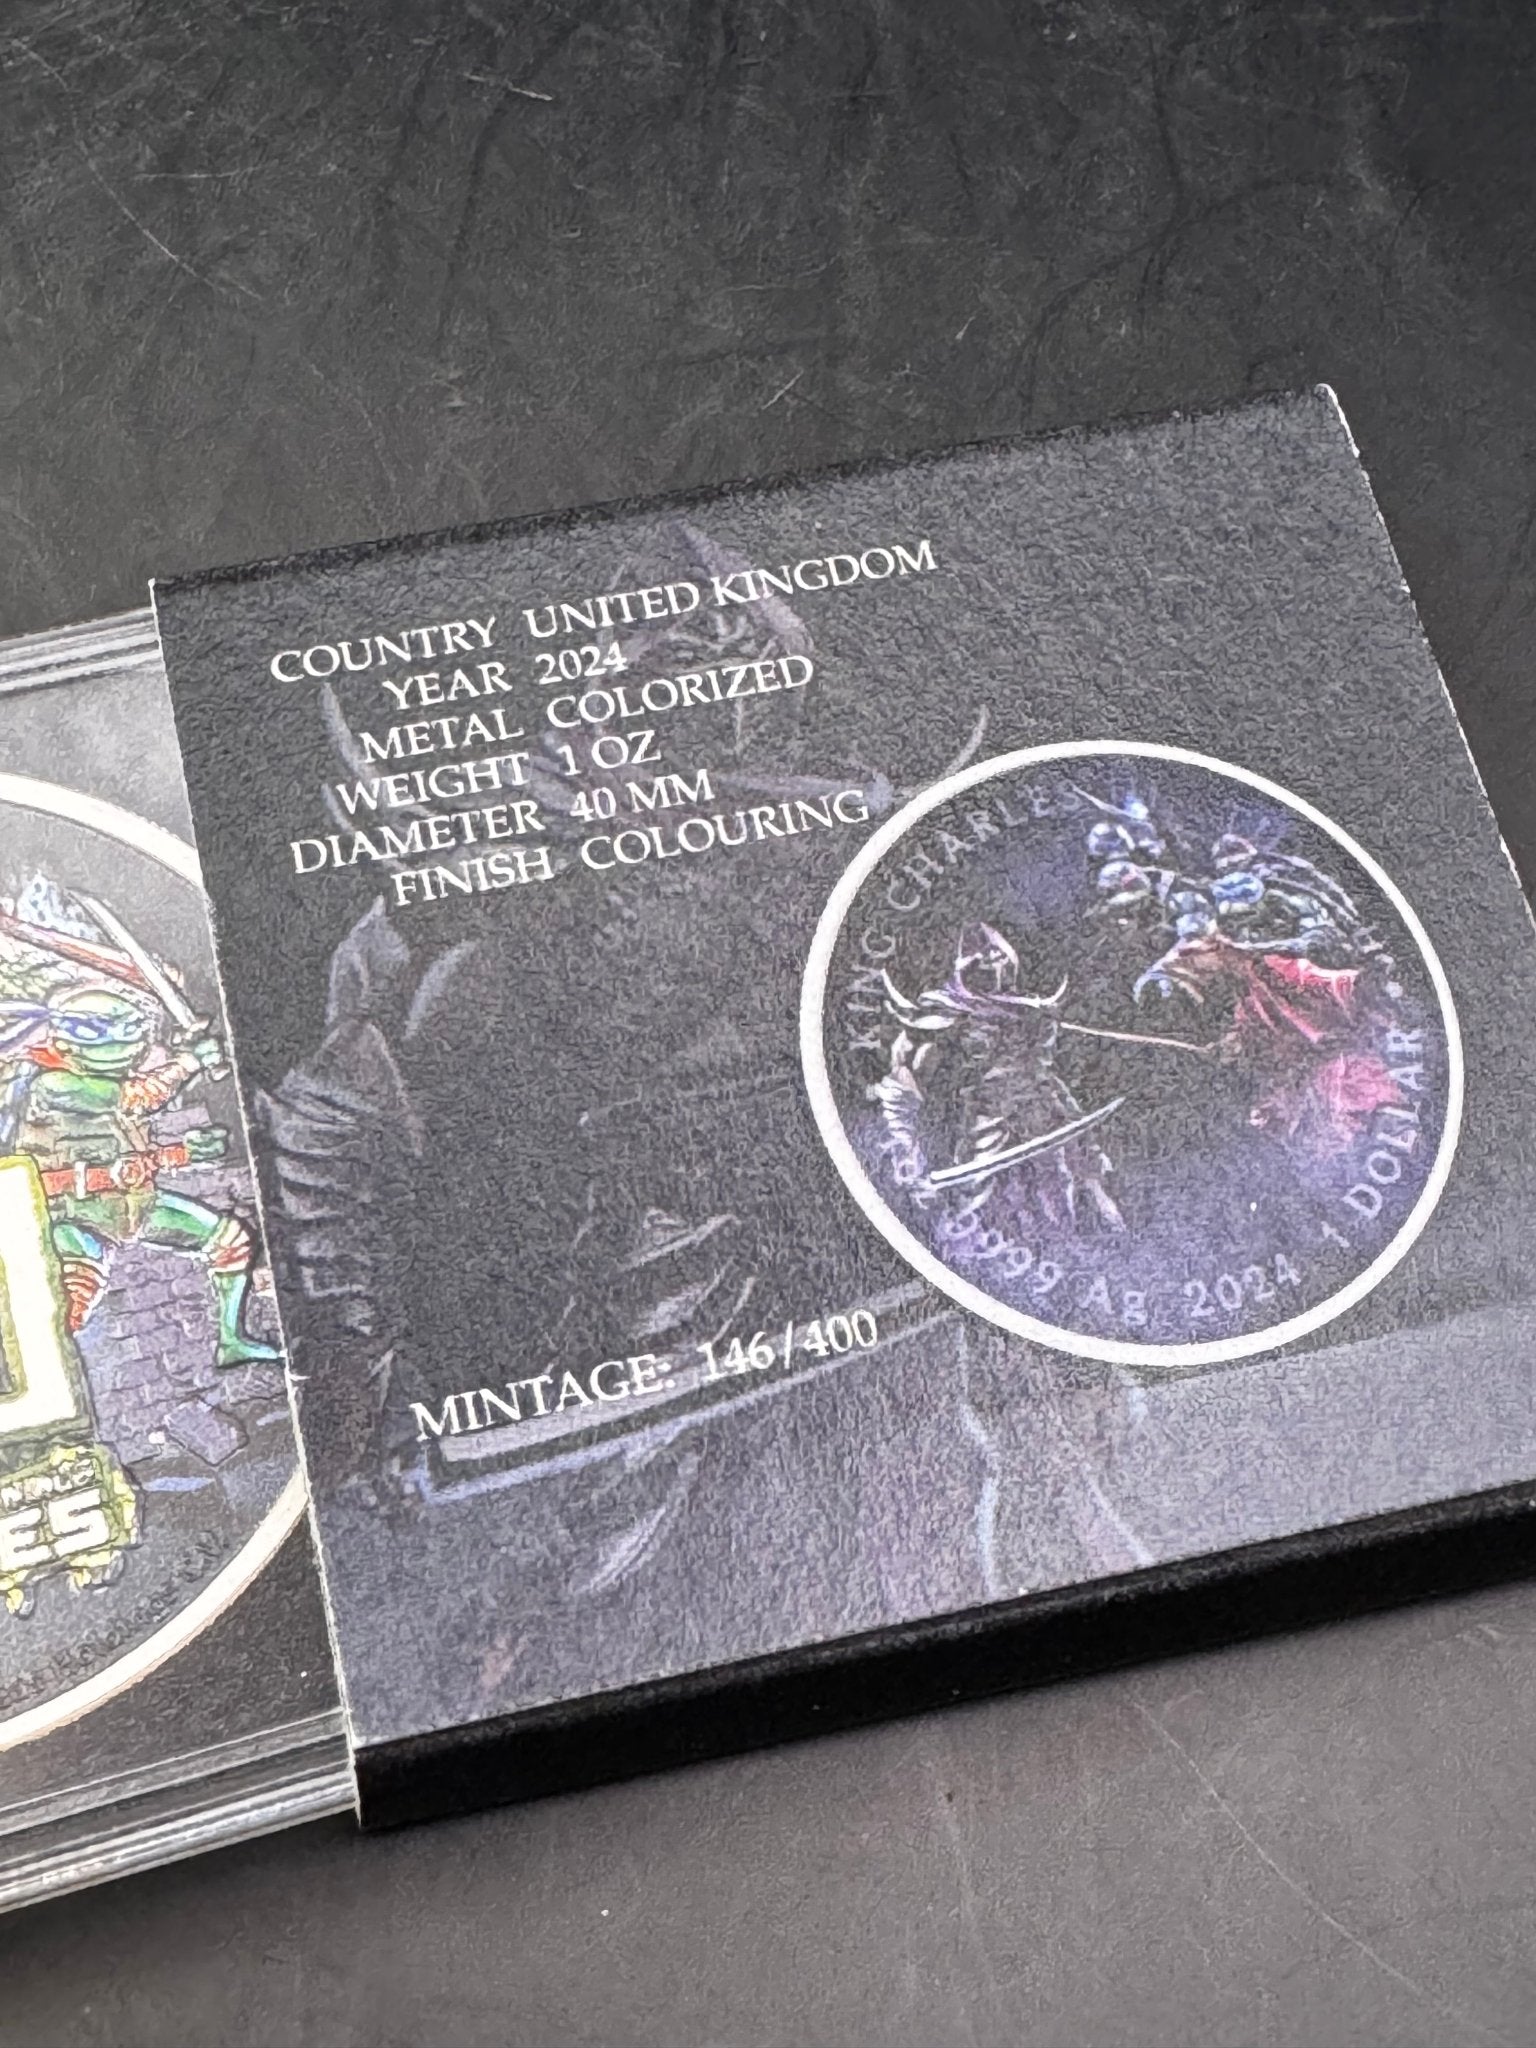 COUNTRY UNITED KINGDOM
YEAR 2024
METAL COLORIZED
WEIGHT 1 OZ
DIAMETER 40 MM
FINISH COLOURING
KING CHARLES
9999 Ag 2024 1 DOLLAR
MINTAGE: 146/400